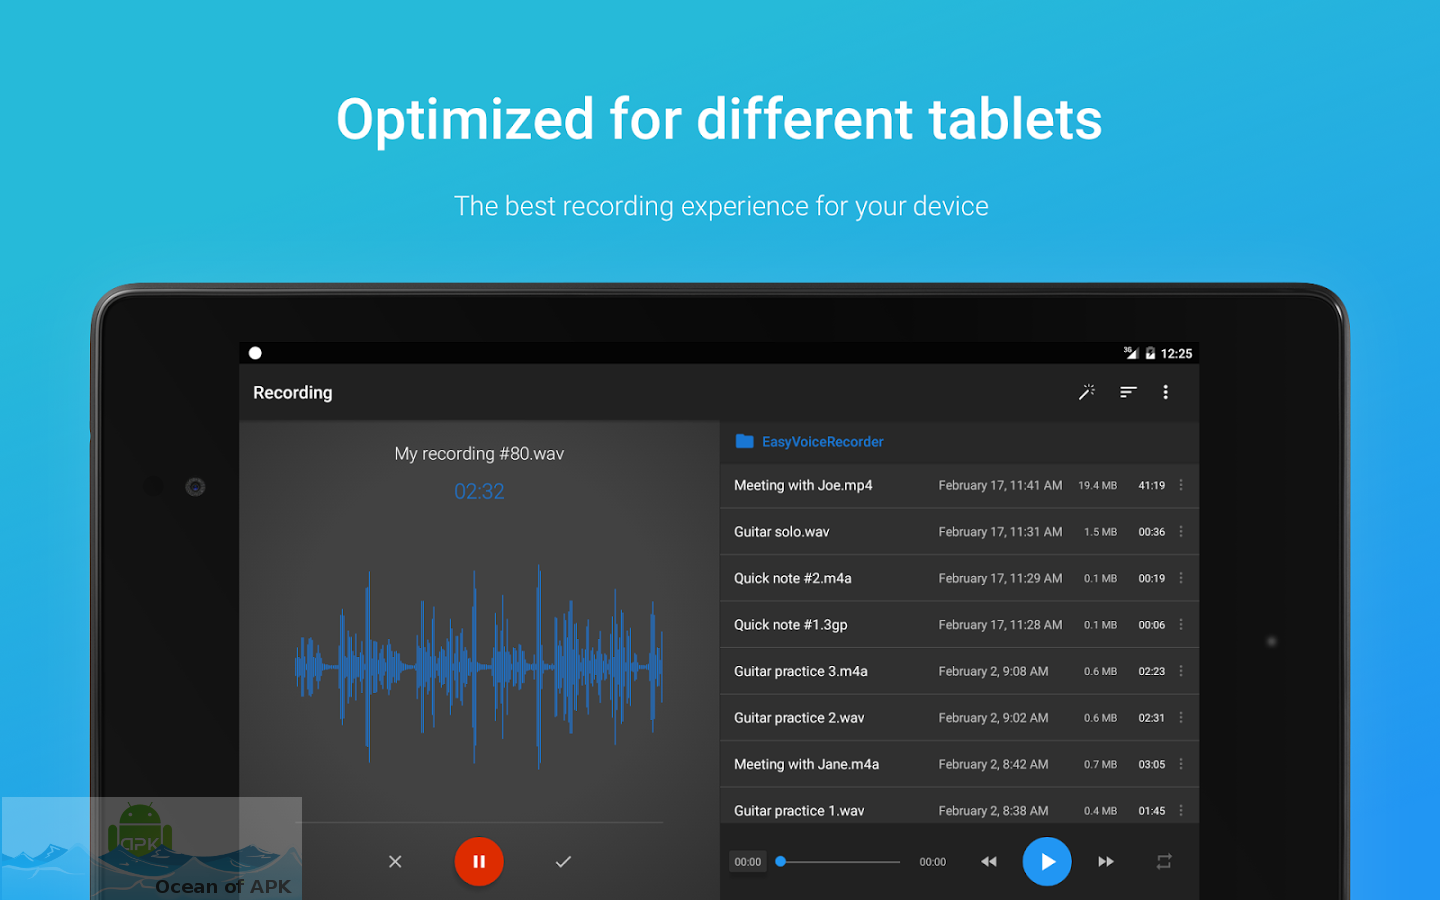 Optimized for different tablets
The best recording experience for your device
3G 12:25
Recording
My recording #80.wav
02:32
EasyVoiceRecorder
Meeting with Joe.mp4 February 17, 11:41 AM 19.4 MB 41:19
Guitar solo.wav February 17, 11:31 AM 1.5 MB 00:36
Quick note #2.m4a February 17, 11:29 AM 0.1 MB 00:19
Quick note #1.3gp February 17, 11:28 AM 0.1 MB 00:06
Guitar practice 3.m4a February 2, 9:08 AM 0.6 MB 02:23
Guitar practice 2.wav February 2, 9:02 AM 0.6 MB 02:31
Meeting with Jane.m4a February 2, 8:42 AM 0.7 MB 03:05
Guitar practice 1.wav February 2, 8:38 AM 0.4 MB 01:45
00:00 00:00
APK
Ocean of APK